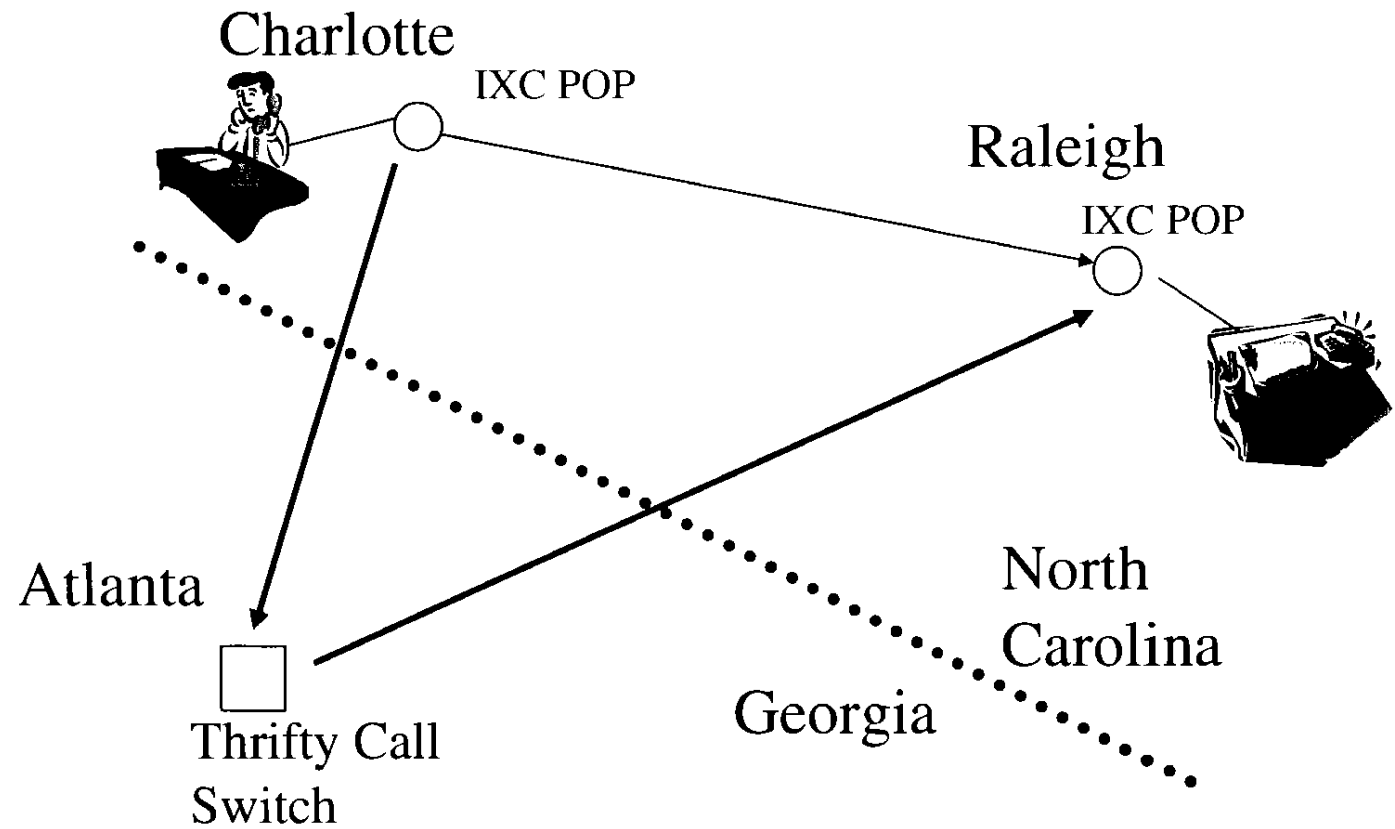 Charlotte
IXC POP
Raleigh
IXC POP
Atlanta
North
Carolina
Georgia
Thrifty Call
Switch